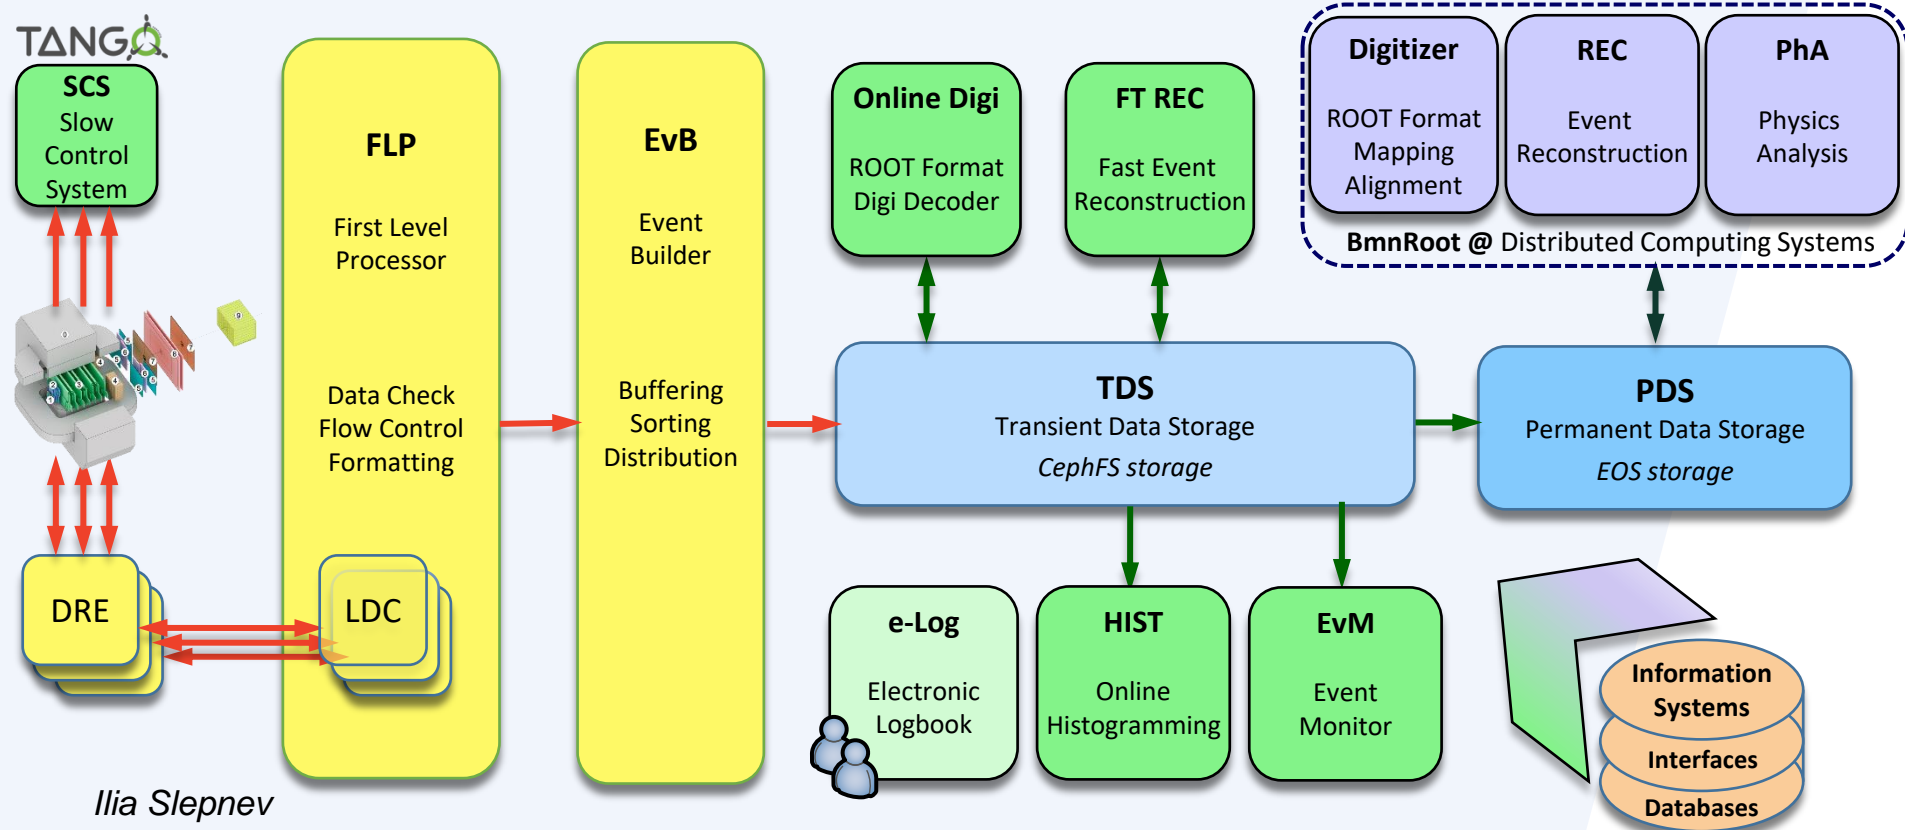 TANGO
SCS
Slow
Control
System
FLP
First Level
Processor
Data Check
Flow Control
Formatting
LDC
DRE
EvB
Event
Builder
Buffering
Sorting
Distribution
Online Digi
ROOT Format
Digi Decoder
FT REC
Fast Event
Reconstruction
Digitizer
ROOT Format
Mapping
Alignment
REC
Event
Reconstruction
PhA
Physics
Analysis
BmnRoot @ Distributed Computing Systems
TDS
Transient Data Storage
CephFS storage
PDS
Permanent Data Storage
EOS storage
e-Log
Electronic
Logbook
HIST
Online
Histogramming
EvM
Event
Monitor
Information
Systems
Interfaces
Databases
Ilia Slepnev